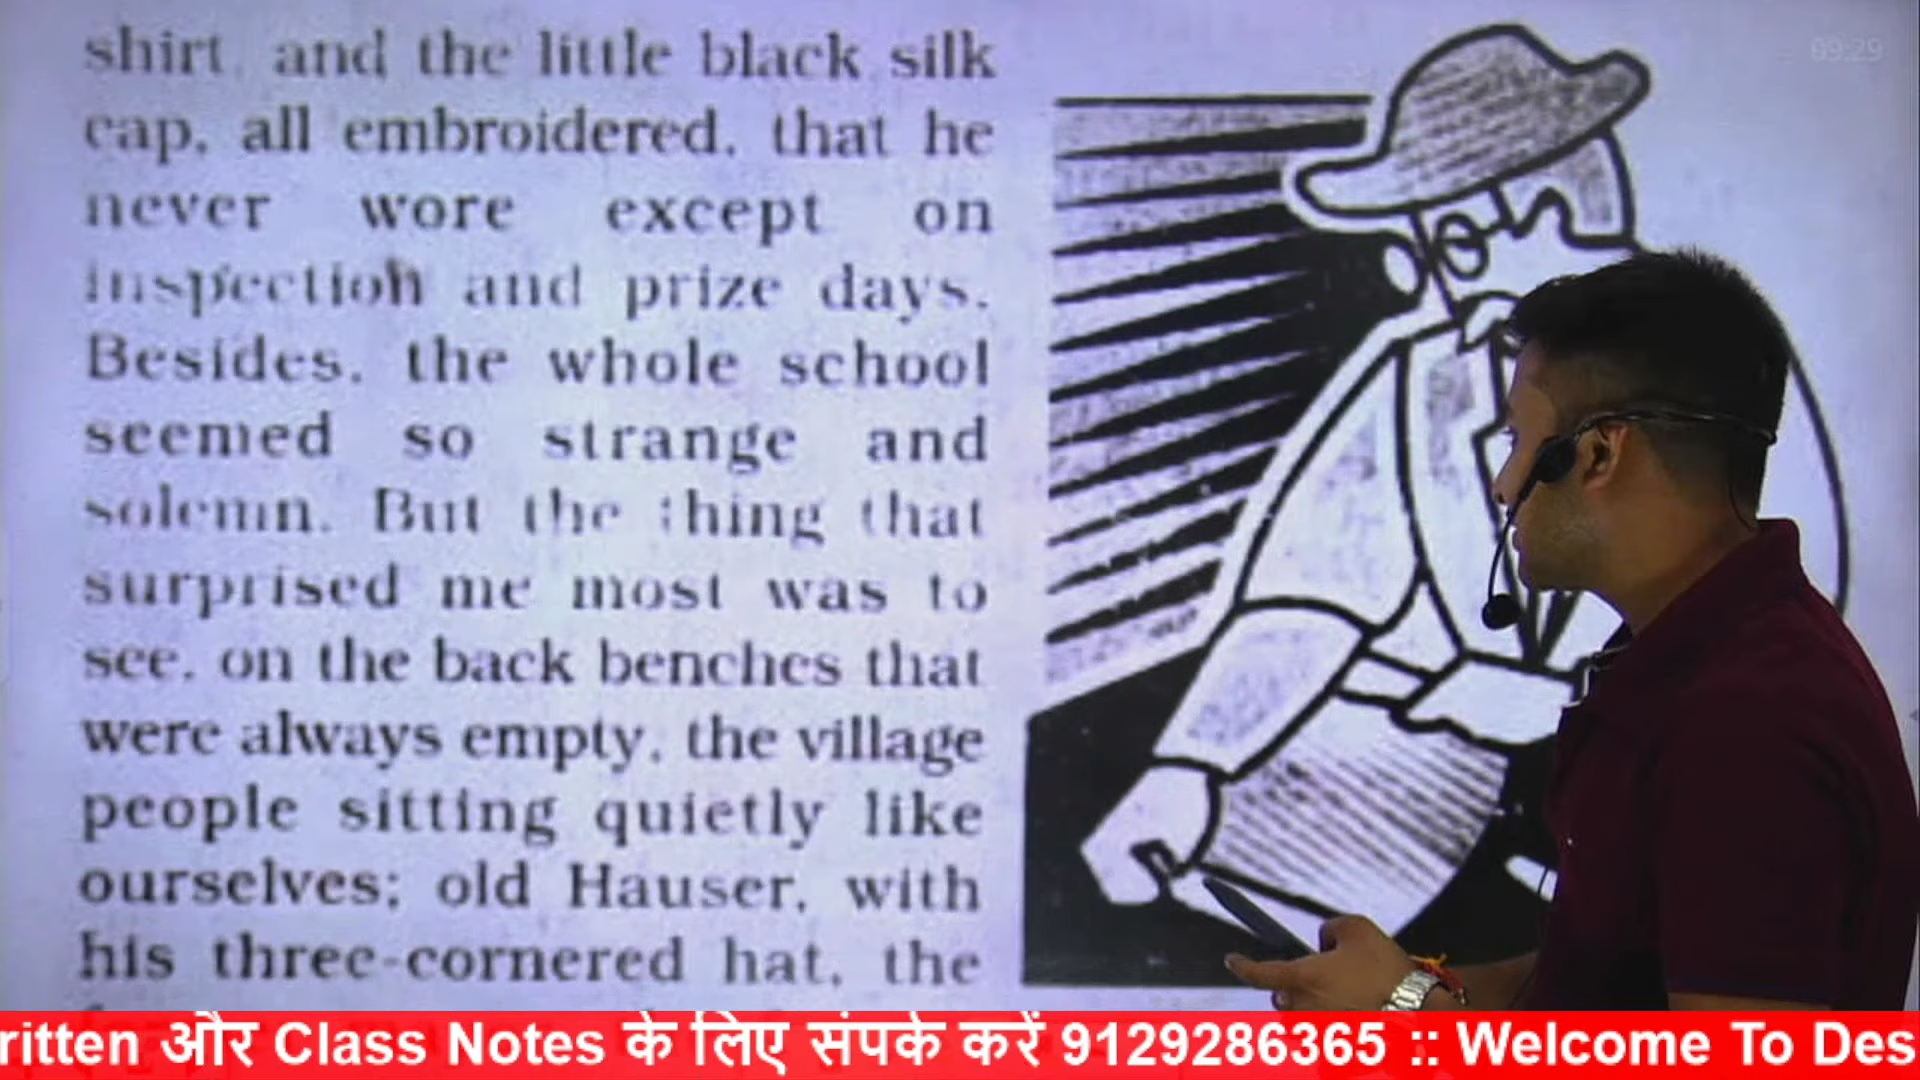 shirt, and the little black silk
cap, all embroidered, that he
never wore except on
inspection and prize days.
Besides, the whole school
seemed so strange and
solemn. But the thing that
surprised me most was to
see, on the back benches that
were always empty, the village
people sitting quietly like
ourselves; old Hauser, with
his three-cornered hat, the
09:29
ritten और Class Notes के लिए संपर्क करें 9129286365 :: Welcome To Des